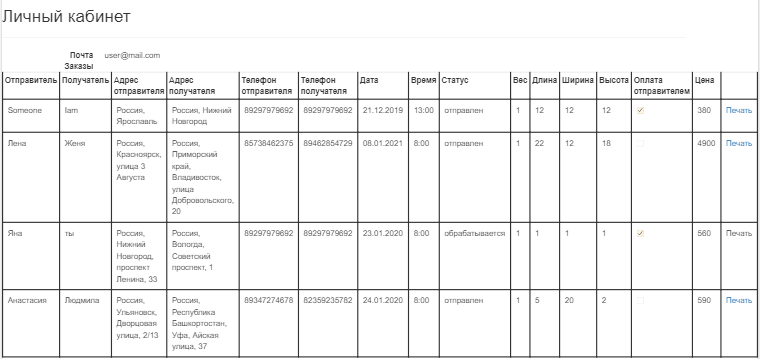 Личный кабинет
Почта user@mail.com
Заказы
Отправитель Получатель Адрес отправителя Адрес получателя Телефон отправителя Телефон получателя Дата Время Статус Вес Длина Ширина Высота Оплата отправителем Цена
Someone Iam Россия, Ярославль Россия, Нижний Новгород 89297979692 89297979692 21.12.2019 13:00 отправлен 1 12 12 12 380 Печать
Лена Женя Россия, Красноярск, улица 3 Августа Россия, Приморский край, Владивосток, улица Добровольского, 20 85738462375 89462854729 08.01.2021 8:00 отправлен 1 22 12 18 4900 Печать
Яна ты Россия, Нижний Новгород, проспект Ленина, 33 Россия, Вологда, Советский проспект, 1 89297979692 89297979692 23.01.2020 8:00 обрабатывается 1 1 1 1 560 Печать
Анастасия Людмила Россия, Ульяновск, Дворцовая улица, 2/13 Россия, Республика Башкортостан, Уфа, Айская улица, 37 89347274678 82359235782 24.01.2020 8:00 отправлен 1 5 20 2 590 Печать